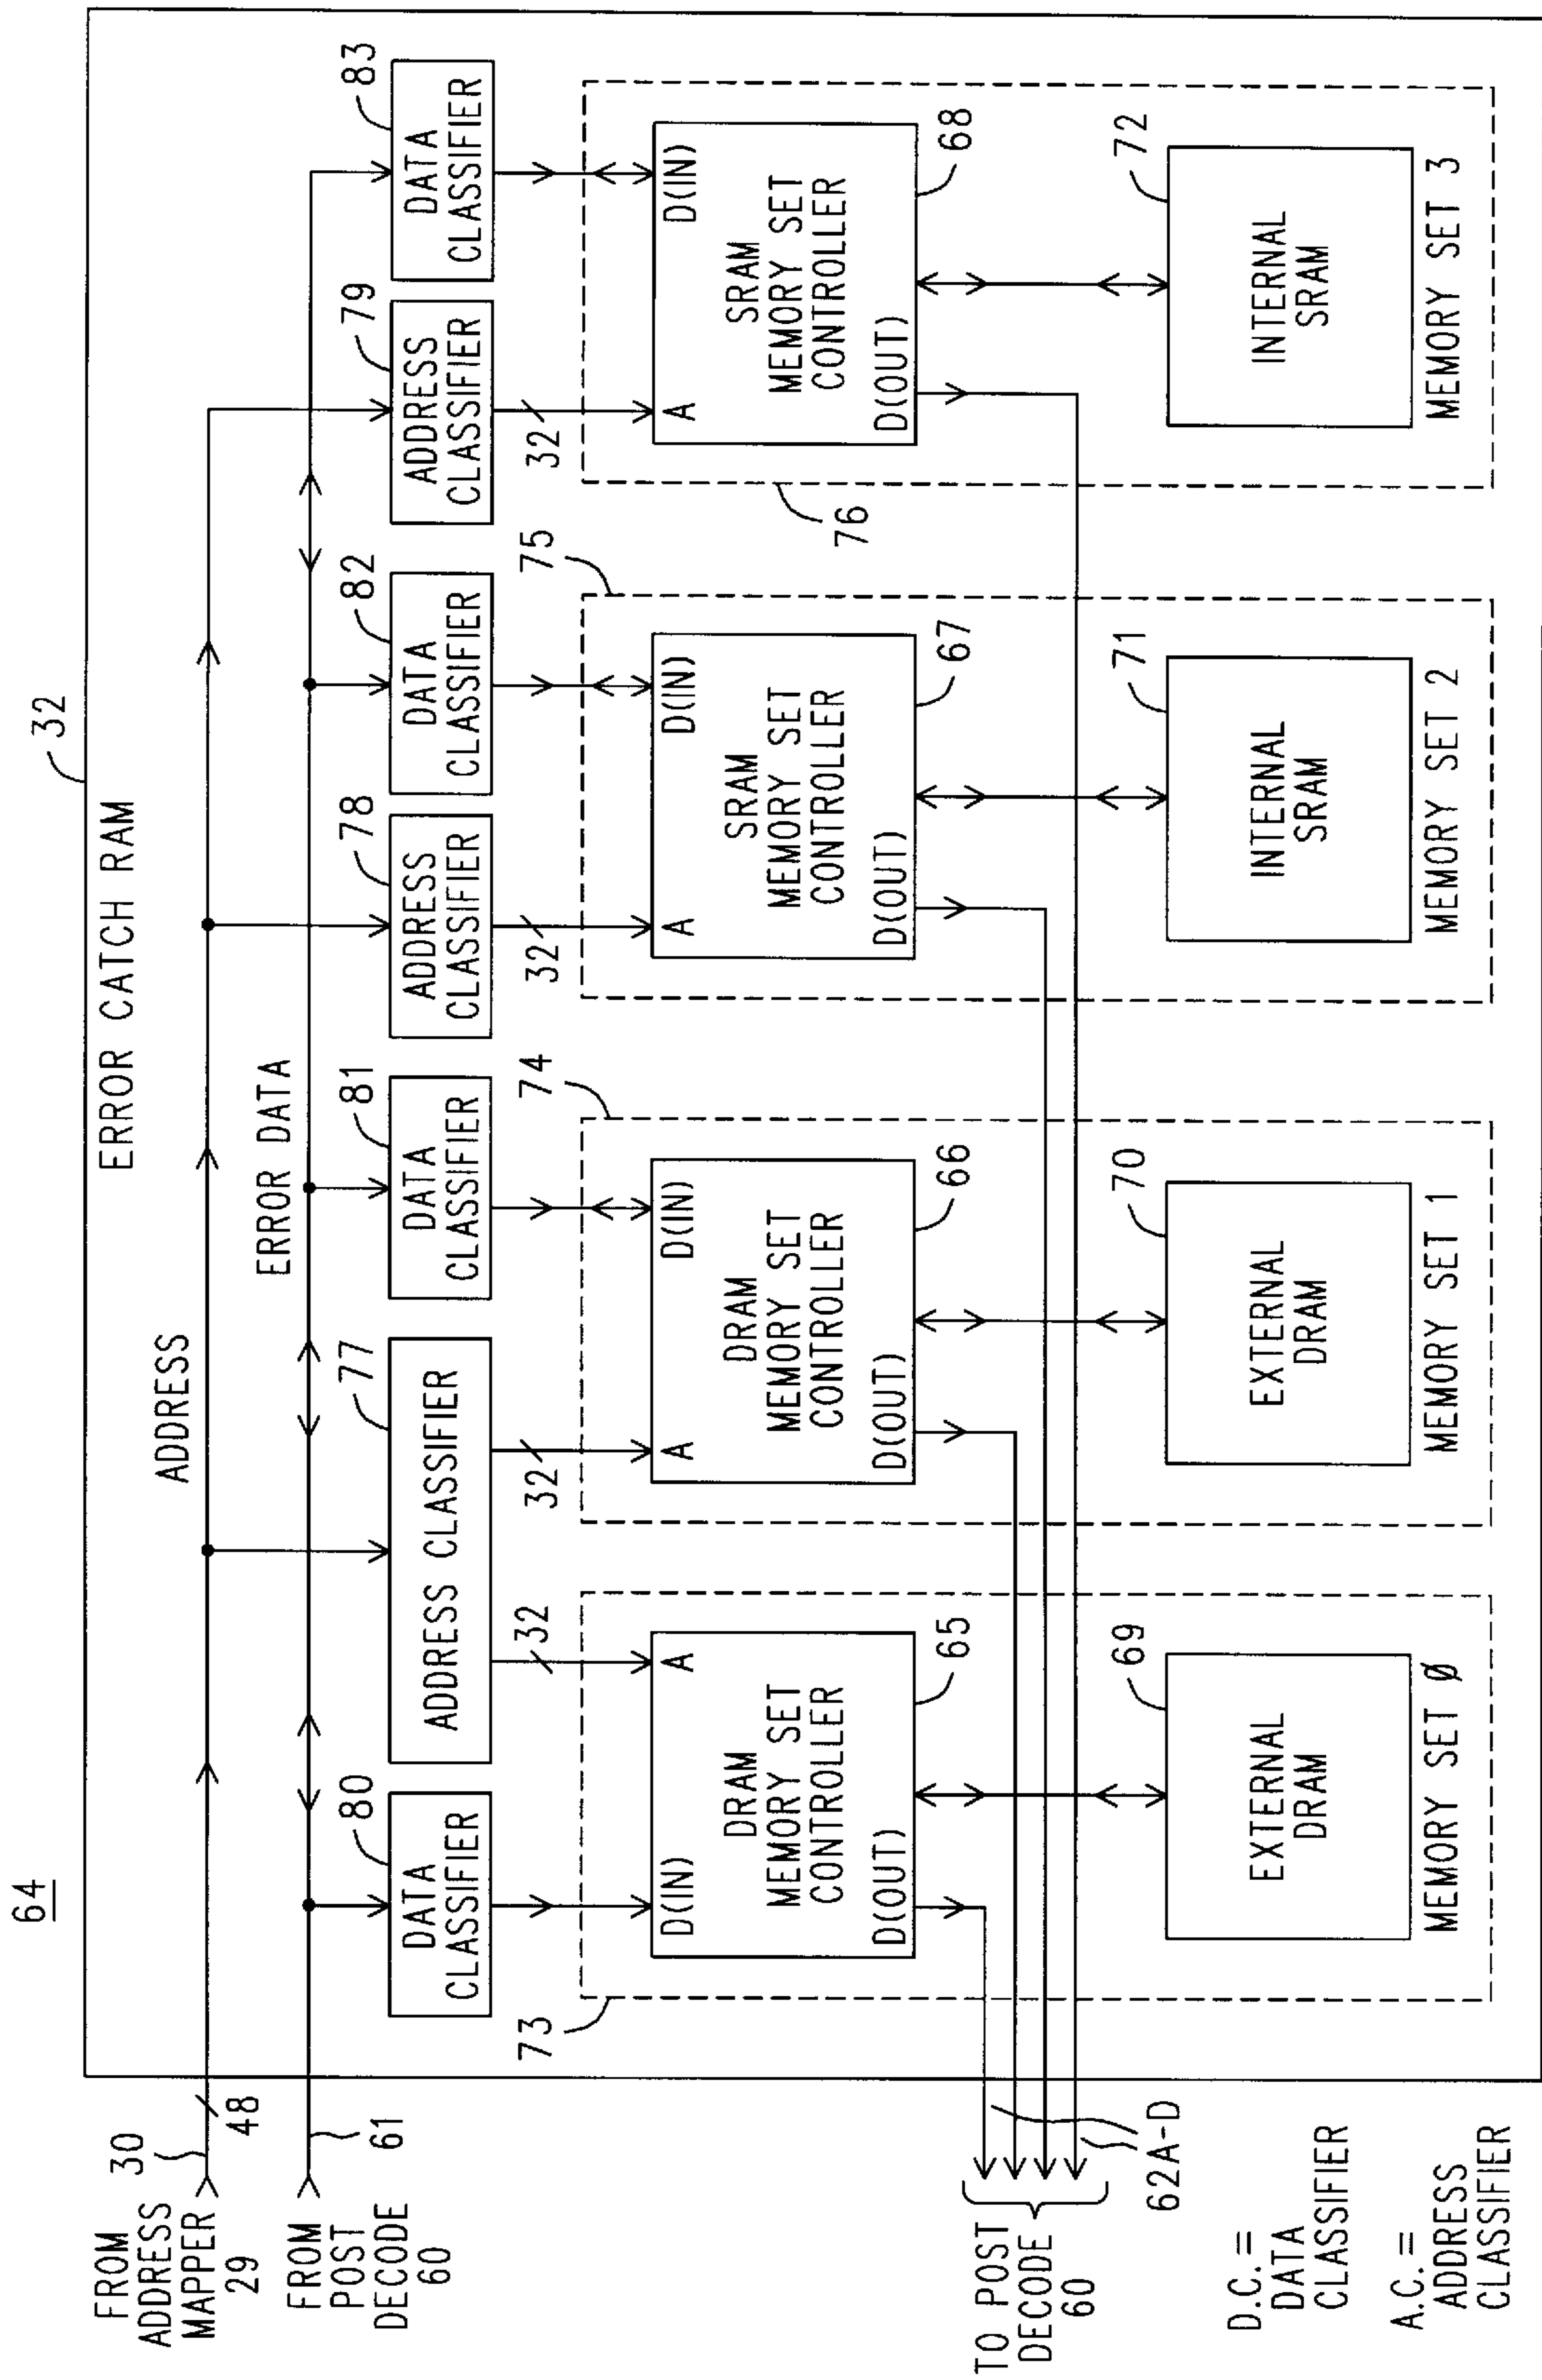 64
32
ERROR CATCH RAM
FROM
ADDRESS
MAPPER
29
30
48
ADDRESS
FROM
POST
DECODE
60
61
ERROR DATA
80
DATA
CLASSIFIER
77
ADDRESS CLASSIFIER
81
DATA
CLASSIFIER
78
ADDRESS
CLASSIFIER
82
DATA
CLASSIFIER
79
ADDRESS
CLASSIFIER
83
DATA
CLASSIFIER
73
32
32
74
32
75
32
76
D(IN)
A
DRAM
MEMORY SET
CONTROLLER
D(OUT)
65
A
D(IN)
DRAM
MEMORY SET
CONTROLLER
D(OUT)
66
A
D(IN)
SRAM
MEMORY SET
CONTROLLER
D(OUT)
67
A
D(IN)
SRAM
MEMORY SET
CONTROLLER
D(OUT)
68
TO POST
DECODE
60
62A-D
69
EXTERNAL
DRAM
MEMORY SET Ø
70
EXTERNAL
DRAM
MEMORY SET 1
71
INTERNAL
SRAM
MEMORY SET 2
72
INTERNAL
SRAM
MEMORY SET 3
D.C. =
DATA
CLASSIFIER
A.C. =
ADDRESS
CLASSIFIER